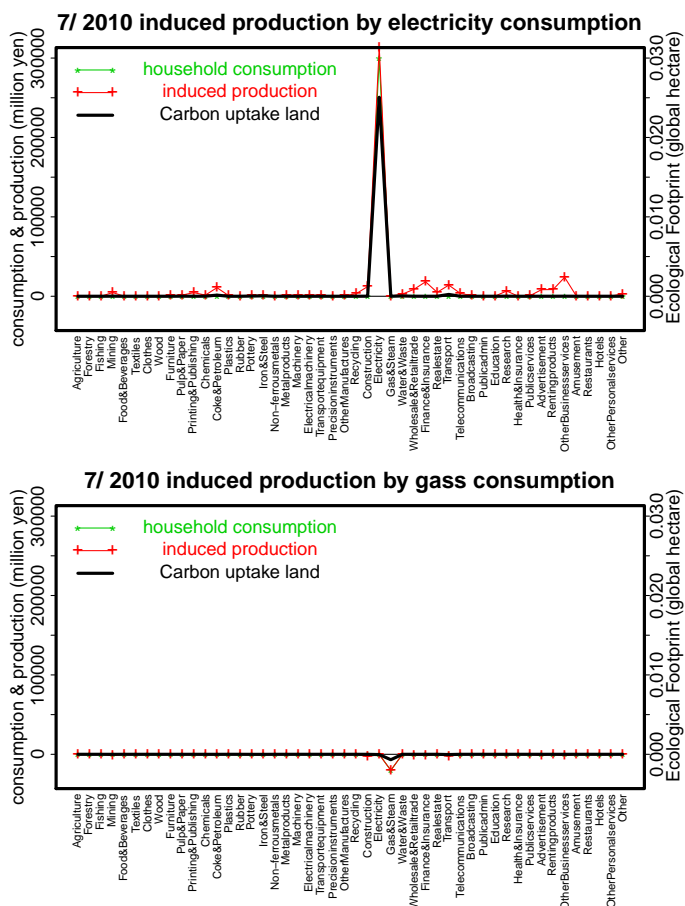 7/ 2010 induced production by electricity consumption
consumption & production (million yen)
0
100000
200000
300000
household consumption
induced production
Carbon uptake land
0.000
0.010
0.020
0.030
Ecological Footprint (global hectare)
Agriculture
Forestry
Fishing
Mining
Food&Beverages
Textiles
Clothes
Wood
Furniture
Pulp&Paper
Printing&Publishing
Chemicals
Coke&Petroleum
Plastics
Rubber
Pottery
Iron&Steel
Non−ferrousmetals
Metalproducts
Machinery
Electricalmachinery
Transportequipment
Precisioninstruments
OtherManufactures
Recycling
Construction
Electricity
Gas&Steam
Water&Waste
Wholesale&Retailtrade
Finance&Insurance
Realestate
Transport
Telecommunications
Broadcasting
Publicadmin
Education
Research
Health&Insurance
Publicservices
Advertisement
Rentingproducts
OtherBusinessservices
Amusement
Restaurants
Hotels
OtherPersonalservices
Other
7/ 2010 induced production by gass consumption
consumption & production (million yen)
0
100000
200000
300000
household consumption
induced production
Carbon uptake land
0.000
0.010
0.020
0.030
Ecological Footprint (global hectare)
Agriculture
Forestry
Fishing
Mining
Food&Beverages
Textiles
Clothes
Wood
Furniture
Pulp&Paper
Printing&Publishing
Chemicals
Coke&Petroleum
Plastics
Rubber
Pottery
Iron&Steel
Non−ferrousmetals
Metalproducts
Machinery
Electricalmachinery
Transportequipment
Precisioninstruments
OtherManufactures
Recycling
Construction
Electricity
Gas&Steam
Water&Waste
Wholesale&Retailtrade
Finance&Insurance
Realestate
Transport
Telecommunications
Broadcasting
Publicadmin
Education
Research
Health&Insurance
Publicservices
Advertisement
Rentingproducts
OtherBusinessservices
Amusement
Restaurants
Hotels
OtherPersonalservices
Other